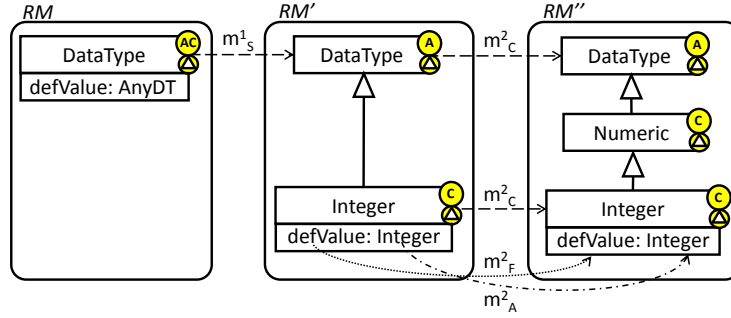 RM
RM'
RM''
AC
DataType
defValue: AnyDT
m¹S
A
DataType
m²C
A
DataType
C
Numeric
C
Integer
defValue: Integer
m²C
C
Integer
defValue: Integer
m²F
m²A